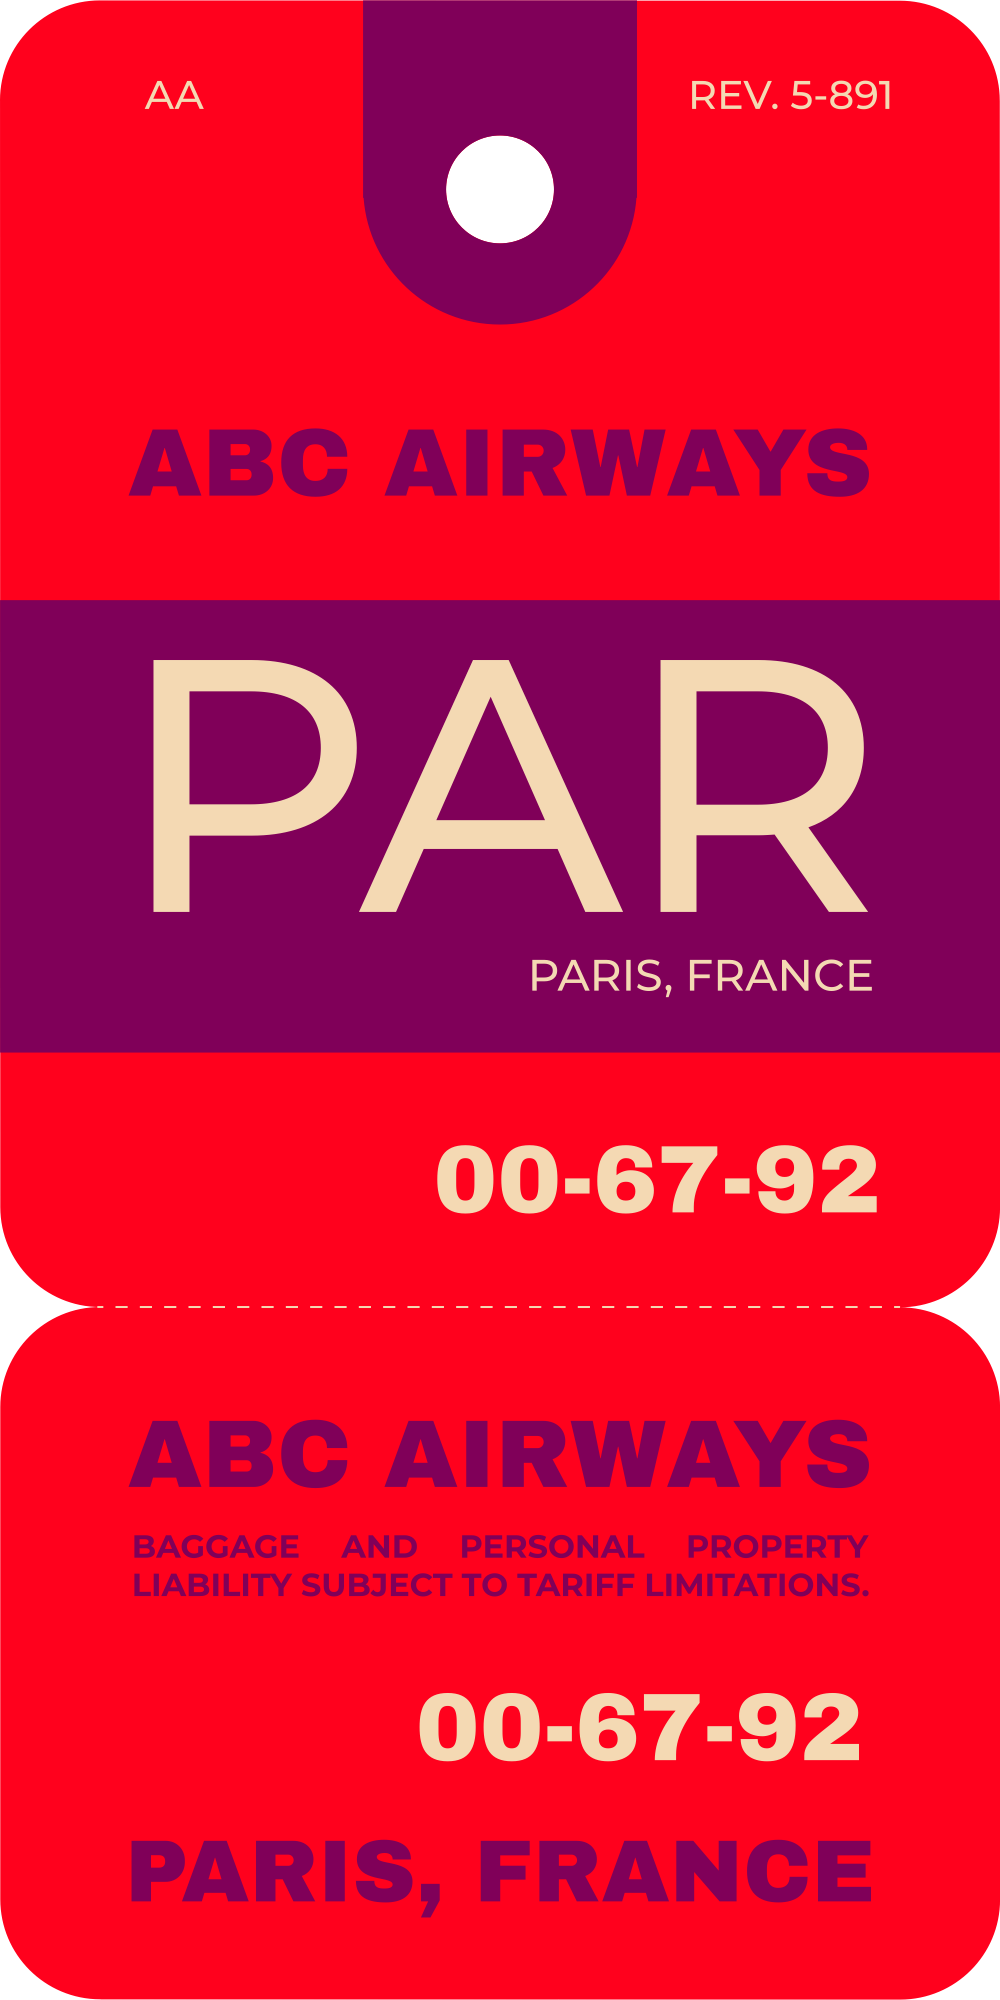 AA
REV. 5-891
ABC AIRWAYS
PAR
PARIS, FRANCE
00-67-92
ABC AIRWAYS
BAGGAGE AND PERSONAL PROPERTY
LIABILITY SUBJECT TO TARIFF LIMITATIONS.
00-67-92
PARIS, FRANCE